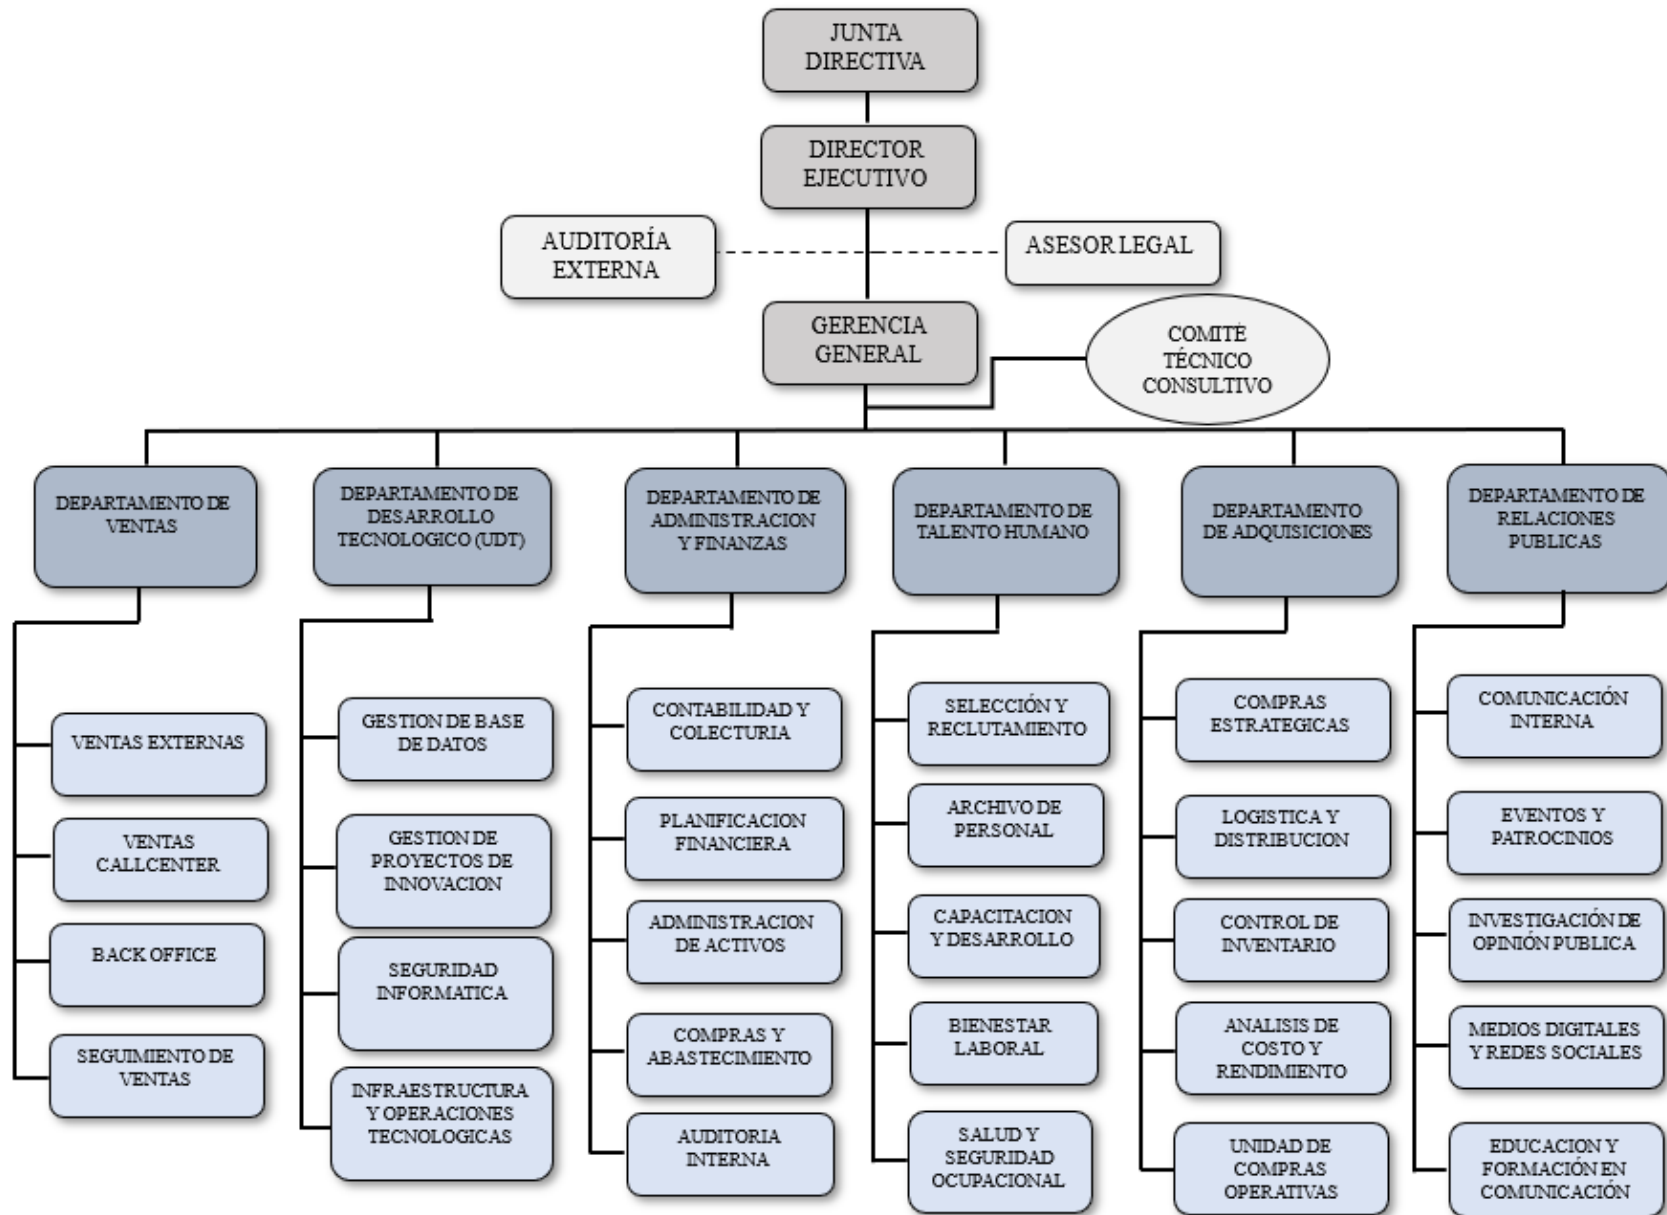 JUNTA
DIRECTIVA
DIRECTOR
EJECUTIVO
AUDITORÍA
EXTERNA
ASESOR LEGAL
GERENCIA
GENERAL
COMITÉ
TÉCNICO
CONSULTIVO
DEPARTAMENTO DE
VENTAS
DEPARTAMENTO DE
DESARROLLO
TECNOLOGICO (UDT)
DEPARTAMENTO DE
ADMINISTRACION
Y FINANZAS
DEPARTAMENTO DE
TALENTO HUMANO
DEPARTAMENTO
DE ADQUISICIONES
DEPARTAMENTO DE
RELACIONES
PUBLICAS
VENTAS EXTERNAS
VENTAS
CALLCENTER
BACK OFFICE
SEGUIMIENTO DE
VENTAS
GESTION DE BASE
DE DATOS
GESTION DE
PROYECTOS DE
INNOVACION
SEGURIDAD
INFORMATICA
INFRAESTRUCTURA
Y OPERACIONES
TECNOLOGICAS
CONTABILIDAD Y
COLECTURIA
PLANIFICACION
FINANCIERA
ADMINISTRACION
DE ACTIVOS
COMPRAS Y
ABASTECIMIENTO
AUDITORIA
INTERNA
SELECCIÓN Y
RECLUTAMIENTO
ARCHIVO DE
PERSONAL
CAPACITACION
Y DESARROLLO
BIENESTAR
LABORAL
SALUD Y
SEGURIDAD
OCUPACIONAL
COMPRAS
ESTRATEGICAS
LOGISTICA Y
DISTRIBUCION
CONTROL DE
INVENTARIO
ANALISIS DE
COSTO Y
RENDIMIENTO
UNIDAD DE
COMPRAS
OPERATIVAS
COMUNICACIÓN
INTERNA
EVENTOS Y
PATROCINIOS
INVESTIGACIÓN DE
OPINIÓN PUBLICA
MEDIOS DIGITALES
Y REDES SOCIALES
EDUCACION Y
FORMACIÓN EN
COMUNICACIÓN